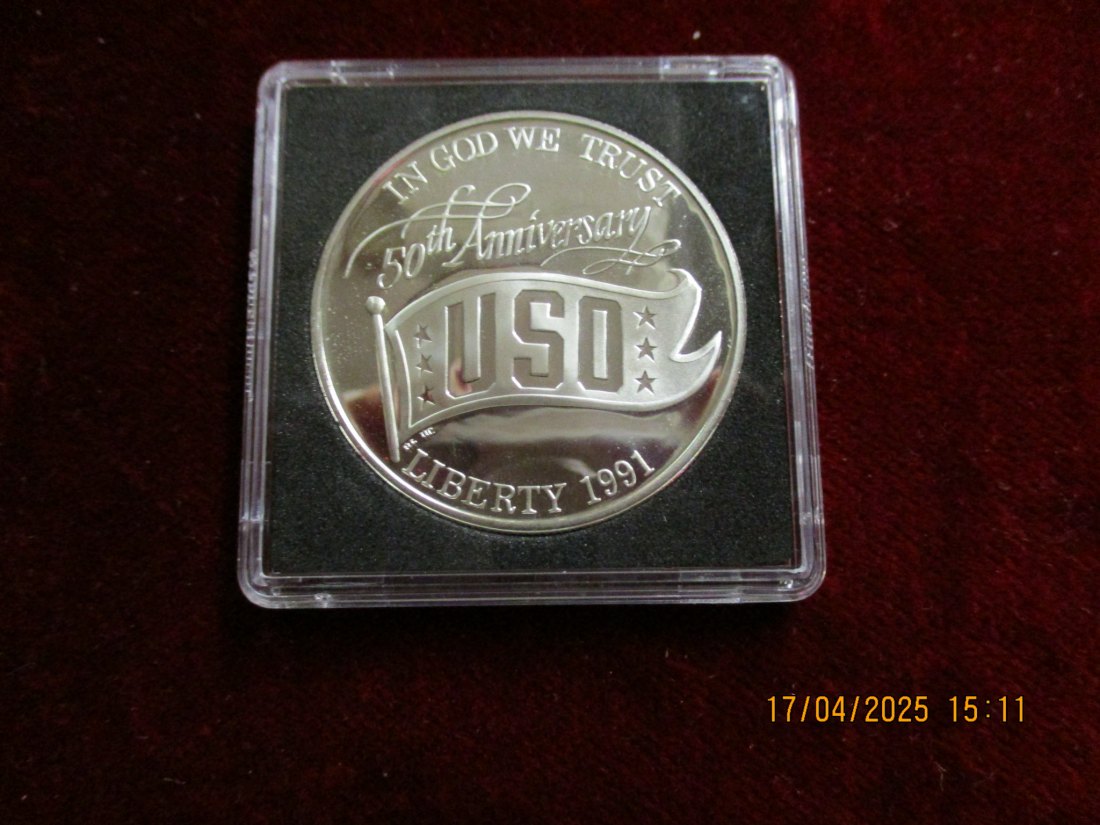 IN GOD WE TRUST
50th Anniversary
USO
LIBERTY 1991
17/04/2025 15:11